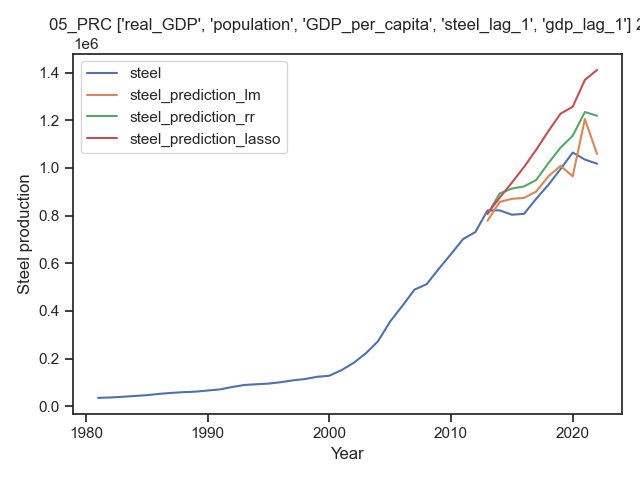 05_PRC ['real_GDP', 'population', 'GDP_per_capita', 'steel_lag_1', 'gdp_lag_1'] 2
1e6
steel
steel_prediction_lm
steel_prediction_rr
steel_prediction_lasso
1.4
1.2
1.0
0.8
0.6
0.4
0.2
0.0
Steel production
1980
1990
2000
2010
2020
Year